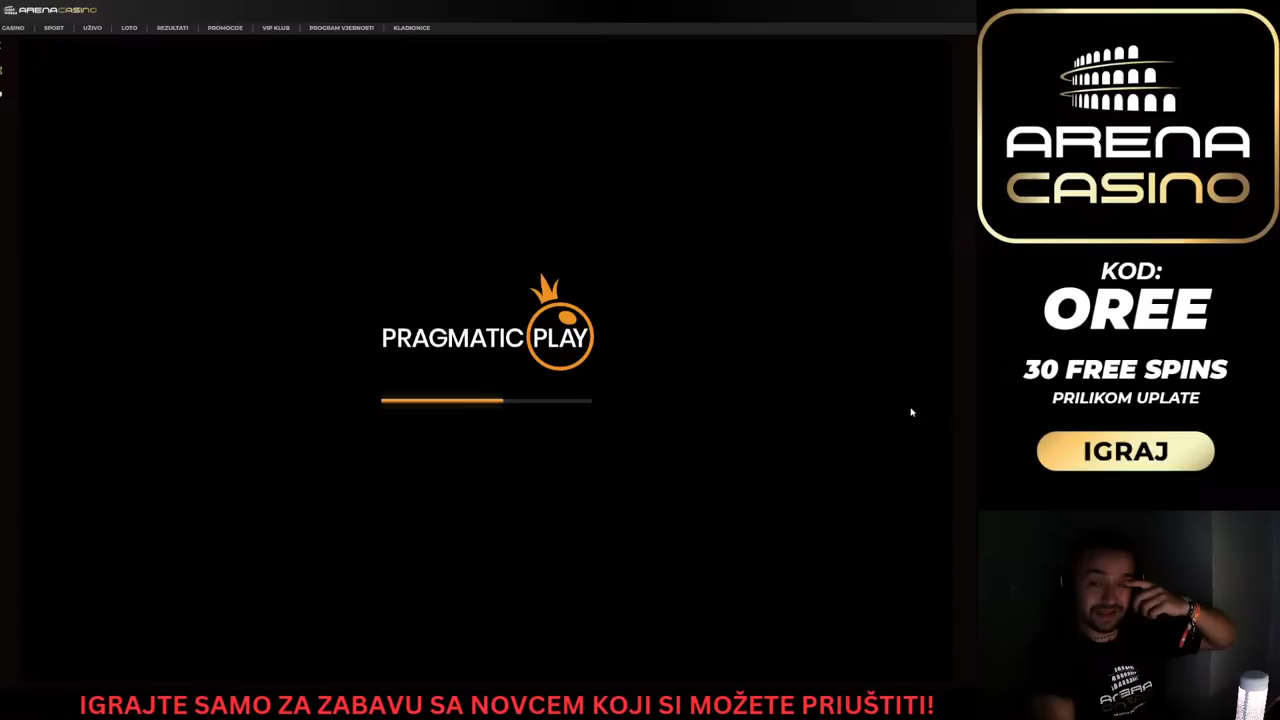 ARENACASINO
CASINO
SPORT
UŽIVO
LOTO
REZULTATI
PROMOCIJE
VIP KLUB
PROGRAM VJERNOSTI
KLADIONICE
ARENA
CASINO
KOD:
OREE
30 FREE SPINS
PRILIKOM UPLATE
IGRAJ
PRAGMATIC PLAY
ARENA
IGRAJTE SAMO ZA ZABAVU SA NOVCEM KOJI SI MOŽETE PRIUŠTITI!